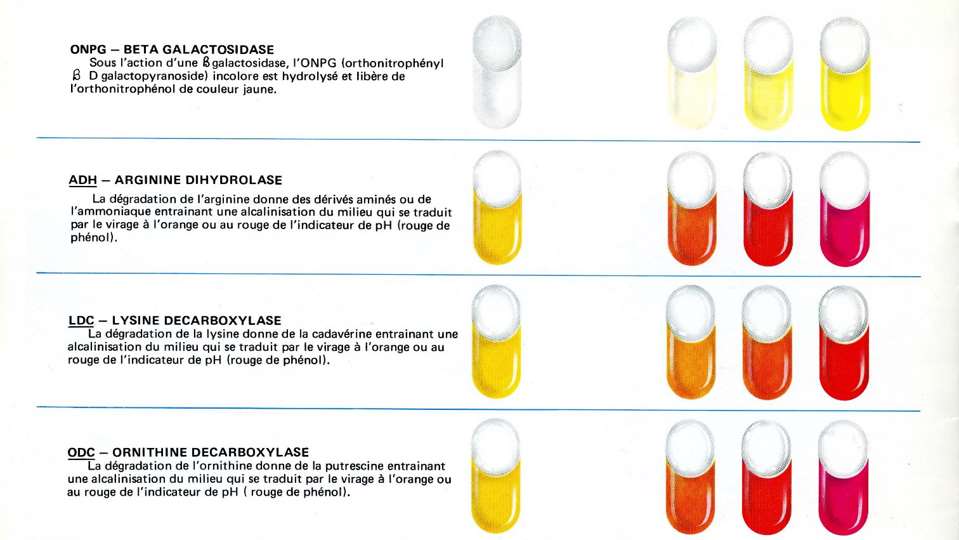 ONPG – BETA GALACTOSIDASE
Sous l'action d'une β galactosidase, l'ONPG (orthonitrophényl
β D galactopyranoside) incolore est hydrolysé et libère de
l'orthonitrophénol de couleur jaune.
ADH – ARGININE DIHYDROLASE
La dégradation de l'arginine donne des dérivés aminés ou de
l'ammoniaque entrainant une alcalinisation du milieu qui se traduit
par le virage à l'orange ou au rouge de l'indicateur de pH (rouge de
phénol).
LDC – LYSINE DECARBOXYLASE
La dégradation de la lysine donne de la cadavérine entrainant une
alcalinisation du milieu qui se traduit par le virage à l'orange ou au
rouge de l'indicateur de pH (rouge de phénol).
ODC – ORNITHINE DECARBOXYLASE
La dégradation de l'ornithine donne de la putrescine entrainant
une alcalinisation du milieu qui se traduit par le virage à l'orange ou
au rouge de l'indicateur de pH ( rouge de phénol).